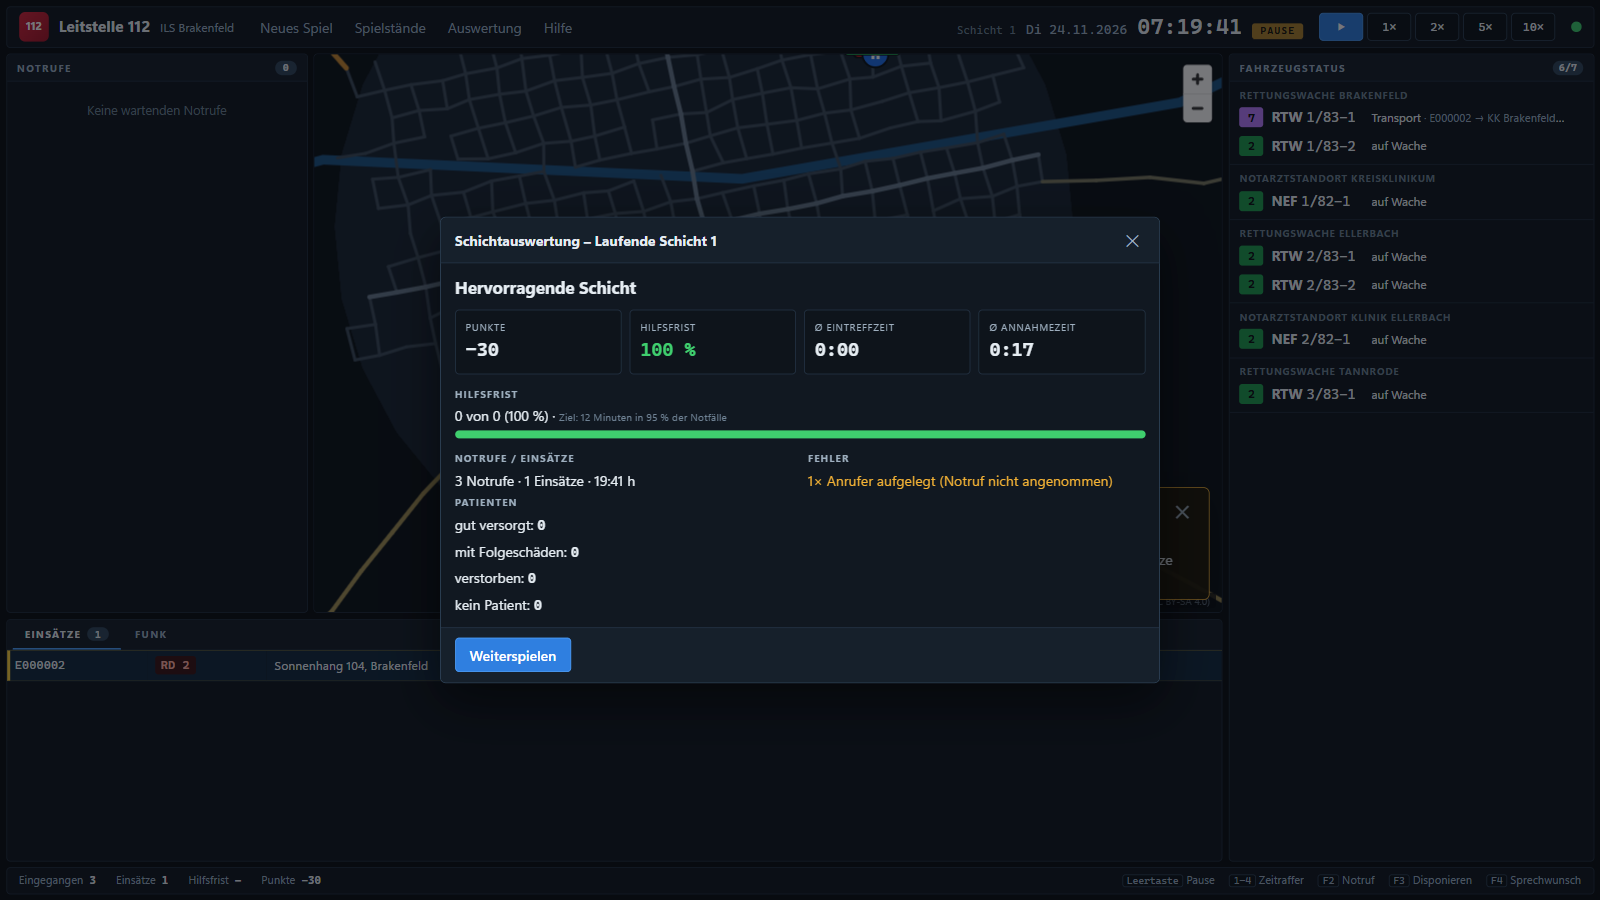 112 Leitstelle 112 ILS Brakenfeld Neues Spiel Spielstände Auswertung Hilfe Schicht 1 Di 24.11.2026 07:19:41 PAUSE 1× 2× 5× 10×
NOTRUFE 0
Keine wartenden Notrufe
FAHRZEUGSTATUS 6/7
RETTUNGSWACHE BRAKENFELD
7 RTW 1/83–1 Transport · E000002 → KK Brakenfeld...
2 RTW 1/83–2 auf Wache
NOTARZTSTANDORT KREISKLINIKUM
2 NEF 1/82–1 auf Wache
RETTUNGSWACHE ELLERBACH
2 RTW 2/83–1 auf Wache
2 RTW 2/83–2 auf Wache
NOTARZTSTANDORT KLINIK ELLERBACH
2 NEF 2/82–1 auf Wache
RETTUNGSWACHE TANNRODE
2 RTW 3/83–1 auf Wache
+
−
Schichtauswertung – Laufende Schicht 1
Hervorragende Schicht
PUNKTE HILFSFRIST Ø EINTREFFZEIT Ø ANNAHMEZEIT
−30 100 % 0:00 0:17
HILFSFRIST
0 von 0 (100 %) · Ziel: 12 Minuten in 95 % der Notfälle
NOTRUFE / EINSÄTZE FEHLER
3 Notrufe · 1 Einsätze · 19:41 h 1× Anrufer aufgelegt (Notruf nicht angenommen)
PATIENTEN
gut versorgt: 0
mit Folgeschäden: 0
verstorben: 0
kein Patient: 0
Weiterspielen
ze
EINSÄTZE 1 FUNK
E000002 RD 2 Sonnenhang 104, Brakenfeld
Eingegangen 3 Einsätze 1 Hilfsfrist – Punkte −30 Leertaste Pause 1–4 Zeitraffer F2 Notruf F3 Disponieren F4 Sprechwunsch